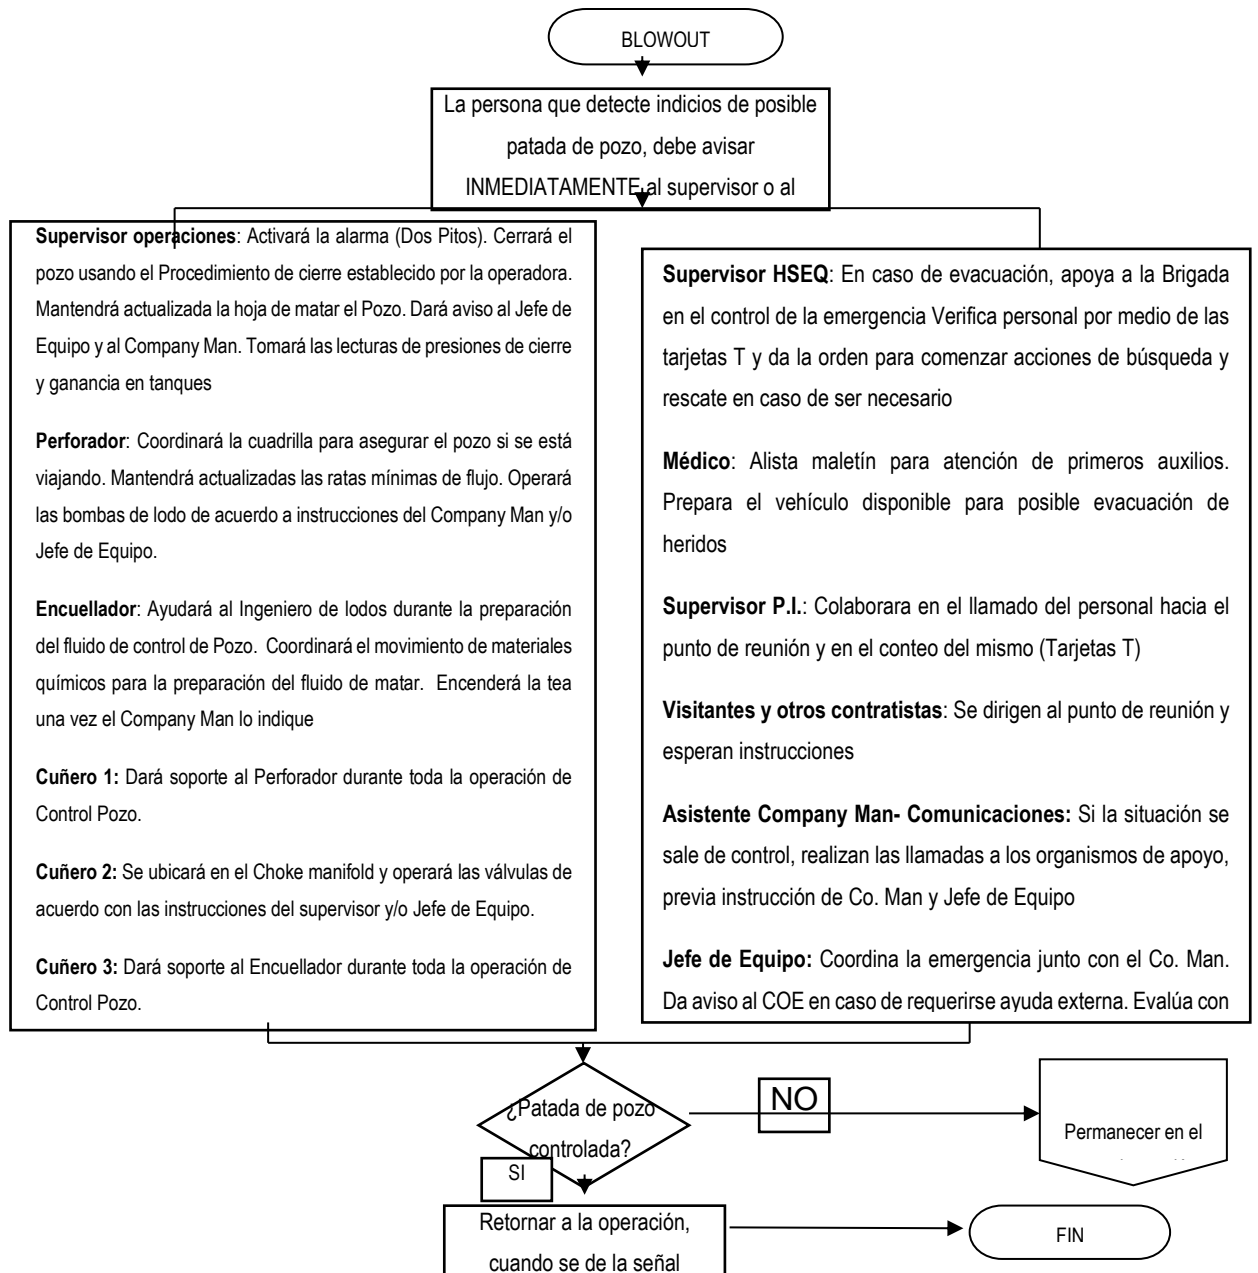 BLOWOUT
La persona que detecte indicios de posible
patada de pozo, debe avisar
INMEDIATAMENTE al supervisor o al
Supervisor operaciones: Activará la alarma (Dos Pitos). Cerrará el
pozo usando el Procedimiento de cierre establecido por la operadora.
Mantendrá actualizada la hoja de matar el Pozo. Dará aviso al Jefe de
Equipo y al Company Man. Tomará las lecturas de presiones de cierre
y ganancia en tanques
Perforador: Coordinará la cuadrilla para asegurar el pozo si se está
viajando. Mantendrá actualizadas las ratas mínimas de flujo. Operará
las bombas de lodo de acuerdo a instrucciones del Company Man y/o
Jefe de Equipo.
Encuellador: Ayudará al Ingeniero de lodos durante la preparación
del fluido de control de Pozo. Coordinará el movimiento de materiales
químicos para la preparación del fluido de matar. Encenderá la tea
una vez el Company Man lo indique
Cuñero 1: Dará soporte al Perforador durante toda la operación de
Control Pozo.
Cuñero 2: Se ubicará en el Choke manifold y operará las válvulas de
acuerdo con las instrucciones del supervisor y/o Jefe de Equipo.
Cuñero 3: Dará soporte al Encuellador durante toda la operación de
Control Pozo.
Supervisor HSEQ: En caso de evacuación, apoya a la Brigada
en el control de la emergencia Verifica personal por medio de las
tarjetas T y da la orden para comenzar acciones de búsqueda y
rescate en caso de ser necesario
Médico: Alista maletín para atención de primeros auxilios.
Prepara el vehículo disponible para posible evacuación de
heridos
Supervisor P.I.: Colaborara en el llamado del personal hacia el
punto de reunión y en el conteo del mismo (Tarjetas T)
Visitantes y otros contratistas: Se dirigen al punto de reunión y
esperan instrucciones
Asistente Company Man- Comunicaciones: Si la situación se
sale de control, realizan las llamadas a los organismos de apoyo,
previa instrucción de Co. Man y Jefe de Equipo
Jefe de Equipo: Coordina la emergencia junto con el Co. Man.
Da aviso al COE en caso de requerirse ayuda externa. Evalúa con
¿Patada de pozo
controlada?
NO
Permanecer en el
SI
Retornar a la operación,
cuando se de la señal
FIN